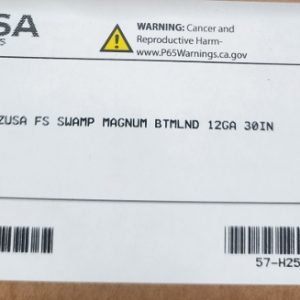 SA
S
WARNING: Cancer and
Reproductive Harm-
www.P65Warnings.ca.gov
ZUSA FS SWAMP MAGNUM BTMLND 12GA 30IN
57-H25